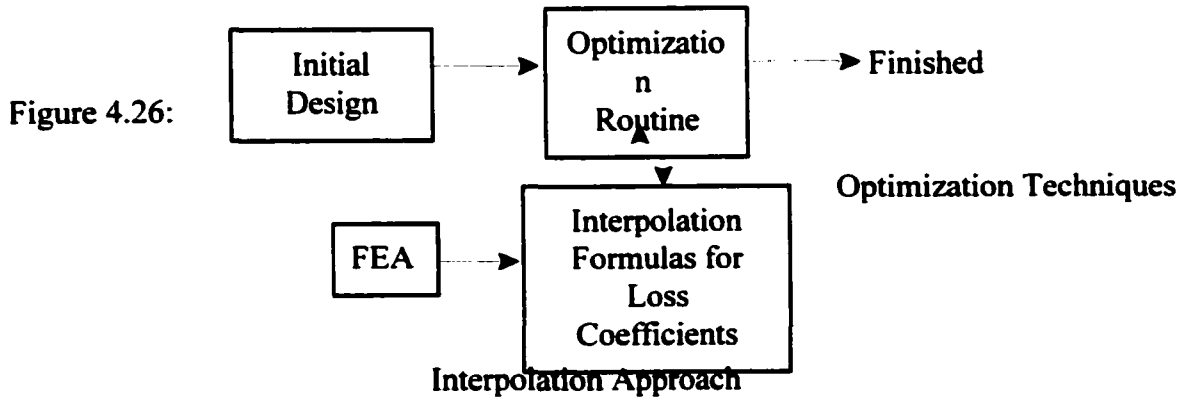 Figure 4.26:
Initial
Design
Optimizatio
n
Routine
Finished
Optimization Techniques
FEA
Interpolation
Formulas for
Loss
Coefficients
Interpolation Approach